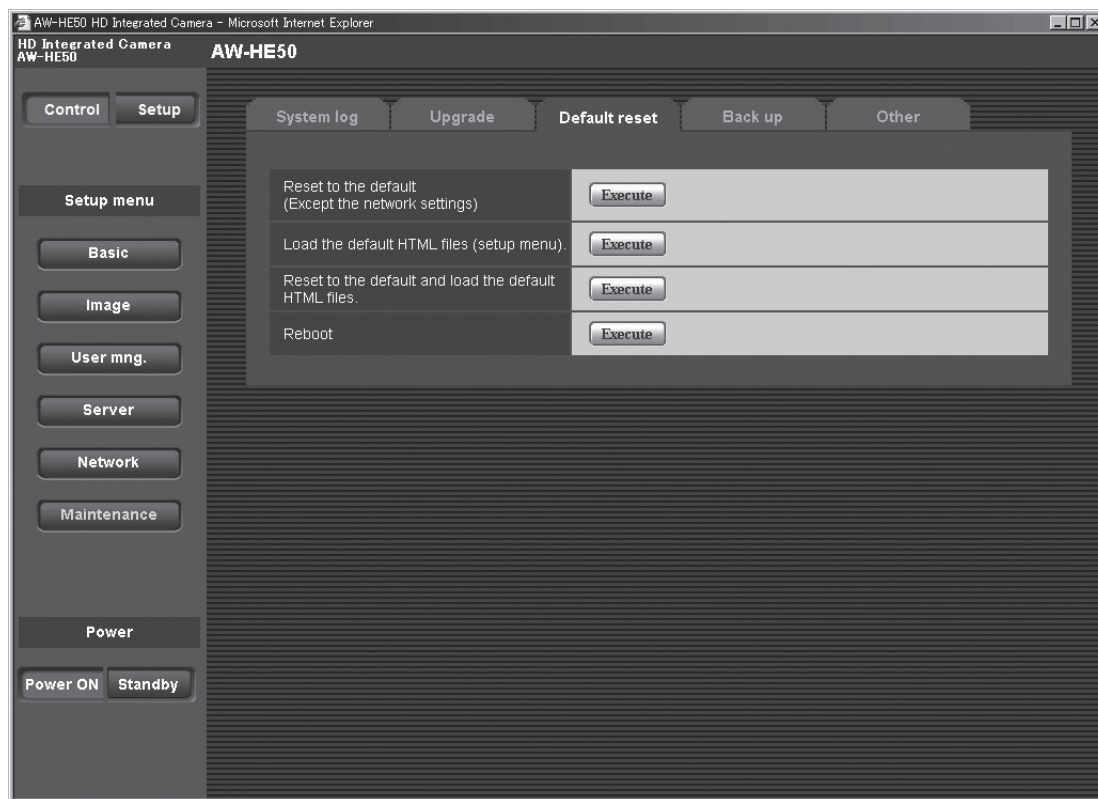 AW-HE50 HD Integrated Camera - Microsoft Internet Explorer
HD Integrated Camera
AW-HE50
AW-HE50
Control Setup
System log Upgrade Default reset Back up Other
Setup menu
Basic
Image
User mng.
Server
Network
Maintenance
Reset to the default
(Except the network settings)
Execute
Load the default HTML files (setup menu).
Execute
Reset to the default and load the default
HTML files.
Execute
Reboot
Execute
Power
Power ON Standby